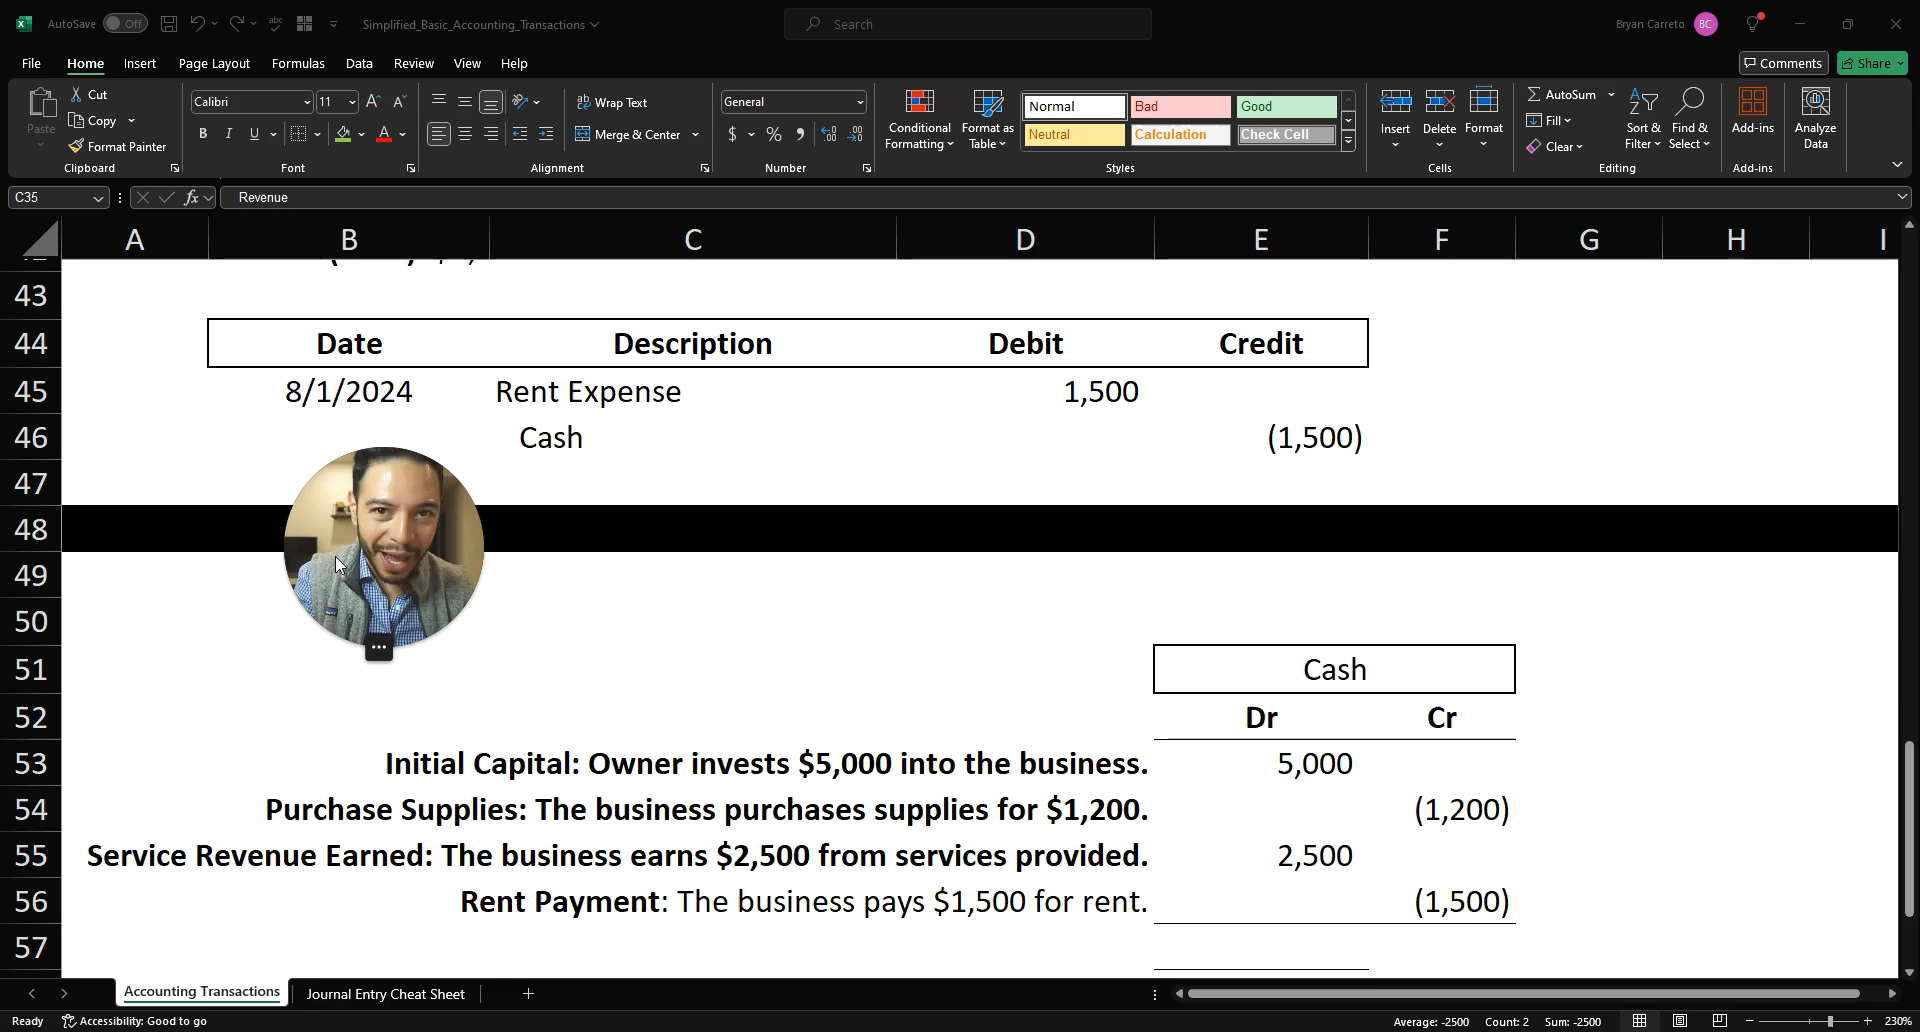 AutoSave Off Simplified_Basic_Accounting_Transactions Search Bryan Carreto BC
File Home Insert Page Layout Formulas Data Review View Help Comments Share
Paste Cut Copy Format Painter Clipboard
Calibri 11 B I U A Font
Wrap Text Merge & Center Alignment
General $ % Number
Conditional Formatting Format as Table Normal Bad Good Neutral Calculation Check Cell Styles
Insert Delete Format Cells
AutoSum Fill Clear Sort & Filter Find & Select Editing
Add-ins Add-ins
Analyze Data
C35 fx Revenue
A B C D E F G H I
43
44 Date Description Debit Credit
45 8/1/2024 Rent Expense 1,500
46 Cash (1,500)
47
48
49
50
51 Cash
52 Dr Cr
53 Initial Capital: Owner invests $5,000 into the business. 5,000
54 Purchase Supplies: The business purchases supplies for $1,200. (1,200)
55 Service Revenue Earned: The business earns $2,500 from services provided. 2,500
56 Rent Payment: The business pays $1,500 for rent. (1,500)
57
Accounting Transactions Journal Entry Cheat Sheet
Ready Accessibility: Good to go Average: -2500 Count: 2 Sum: -2500 230%